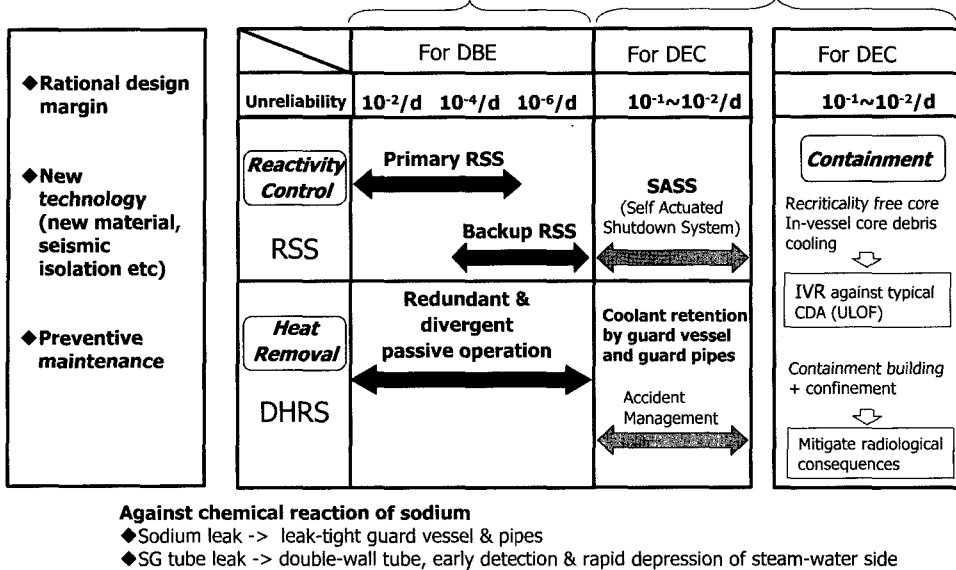 ◆Rational design
margin
◆New
technology
(new material,
seismic
isolation etc)
◆Preventive
maintenance
For DBE
For DEC
Unreliability
10⁻²/d
10⁻⁴/d
10⁻⁶/d
10⁻¹~10⁻²/d
Reactivity
Control
RSS
Primary RSS
Backup RSS
SASS
(Self Actuated
Shutdown System)
Heat
Removal
DHRS
Redundant &
divergent
passive operation
Coolant retention
by guard vessel
and guard pipes
Accident
Management
For DEC
10⁻¹~10⁻²/d
Containment
Recriticality free core
In-vessel core debris
cooling
IVR against typical
CDA (ULOF)
Containment building
+ confinement
Mitigate radiological
consequences
Against chemical reaction of sodium
◆Sodium leak -> leak-tight guard vessel & pipes
◆SG tube leak -> double-wall tube, early detection & rapid depression of steam-water side